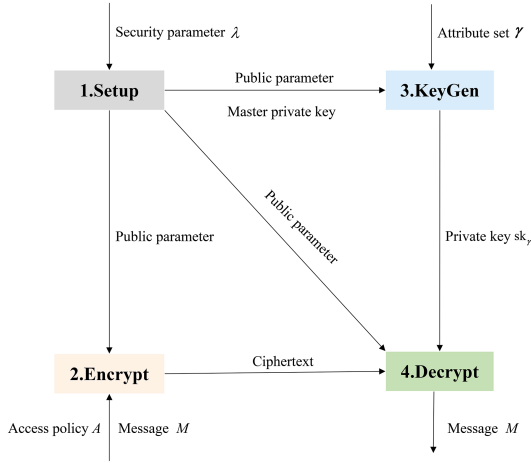 Security parameter λ
Attribute set γ
1.Setup
Public parameter
3.KeyGen
Master private key
Public parameter
Public parameter
Private key skγ
2.Encrypt
Ciphertext
4.Decrypt
Access policy A
Message M
Message M